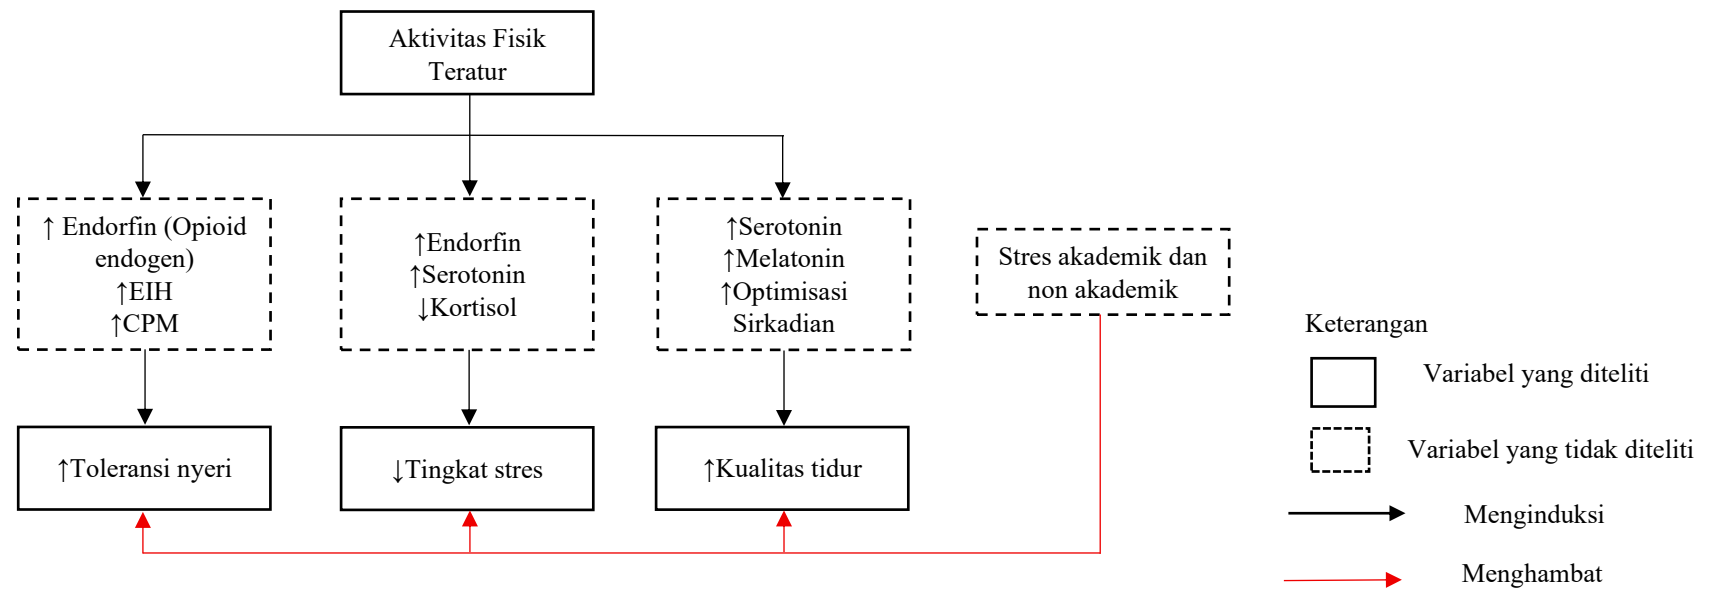 Aktivitas Fisik
Teratur
↑ Endorfin (Opioid
endogen)
↑EIH
↑CPM
↑Endorfin
↑Serotonin
↓Kortisol
↑Serotonin
↑Melatonin
↑Optimisasi
Sirkadian
Stres akademik dan
non akademik
↑Toleransi nyeri
↓Tingkat stres
↑Kualitas tidur
Keterangan
Variabel yang diteliti
Variabel yang tidak diteliti
Menginduksi
Menghambat